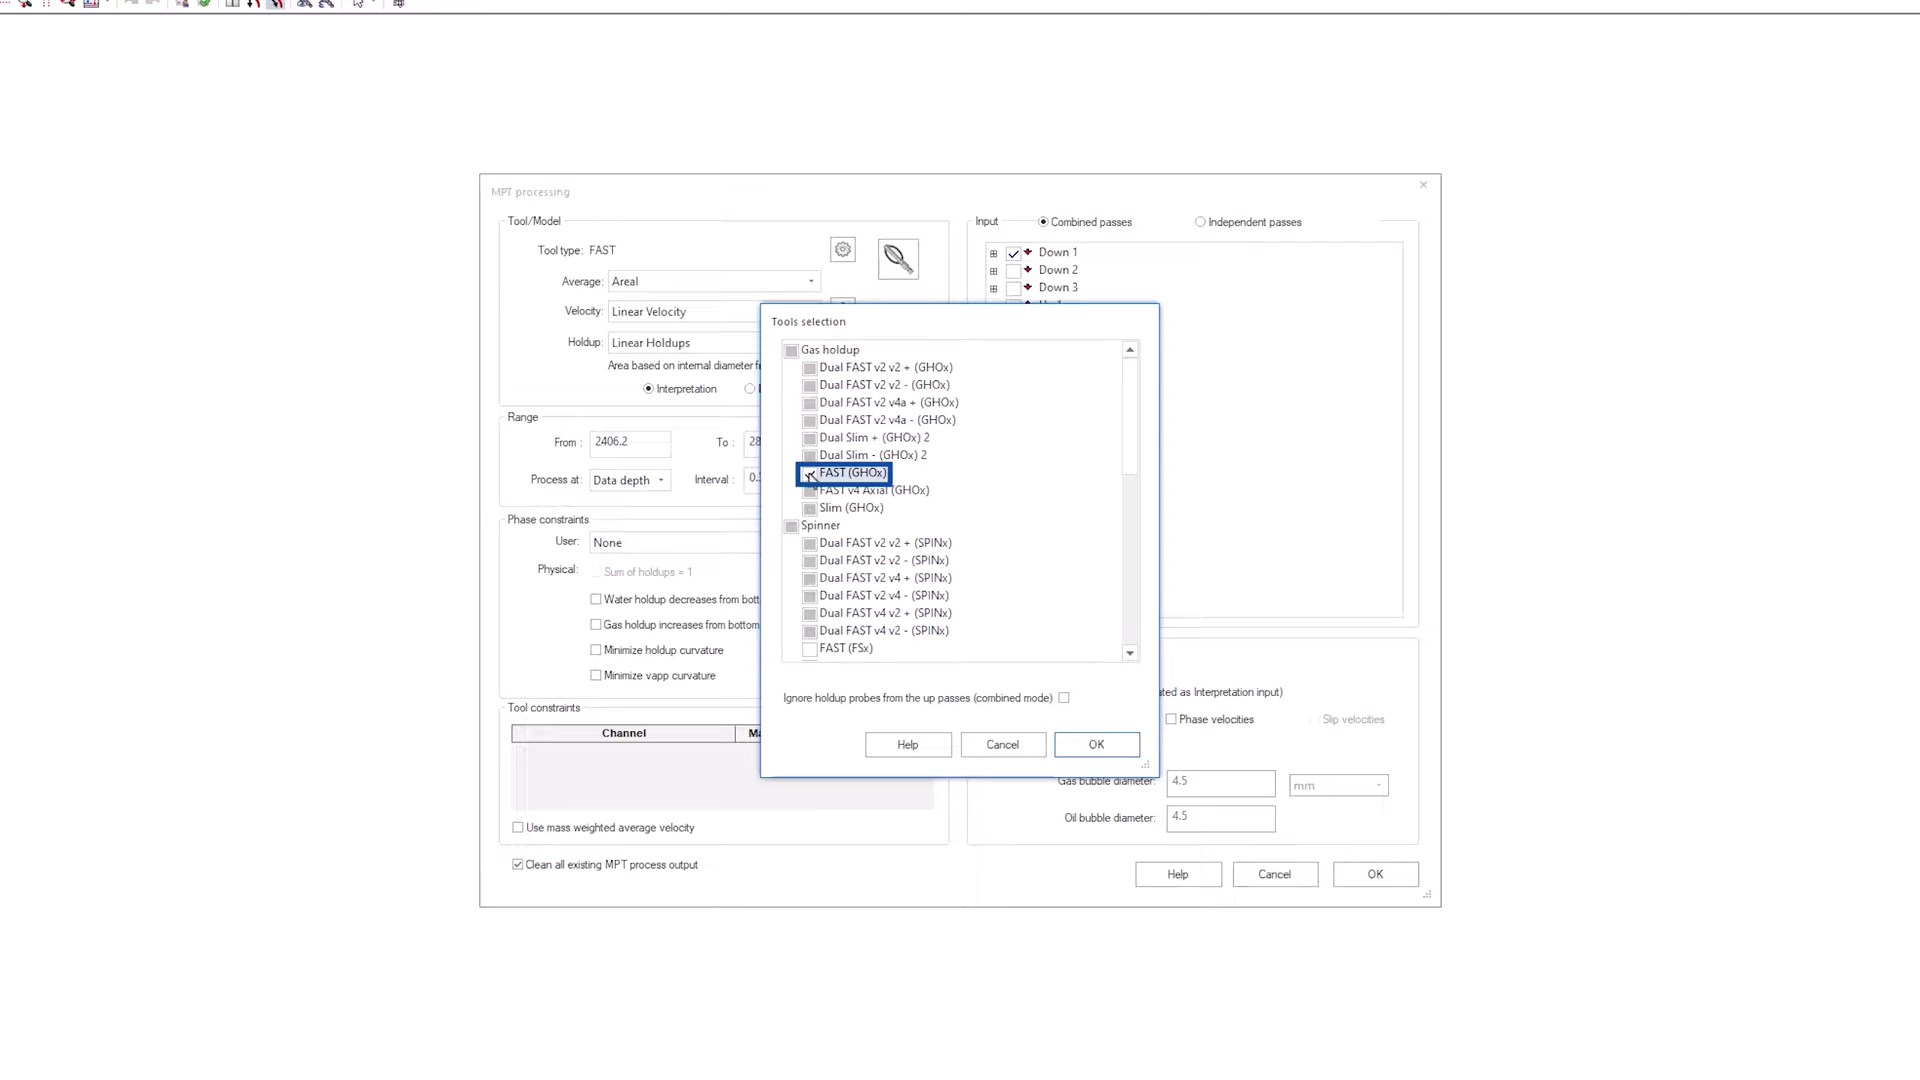 MPT processing
Tool/Model
Tool type: FAST
Average: Areal
Velocity: Linear Velocity
Holdup: Linear Holdups
Area based on internal diameter
Interpretation
Range
From : 2406.2 To : 28
Process at: Data depth Interval : 0.
Phase constraints
User: None
Physical: Sum of holdups = 1
Water holdup decreases from
Gas holdup increases from bottom
Minimize holdup curvature
Minimize vapp curvature
Tool constraints
Channel
Use mass weighted average velocity
Clean all existing MPT process output
Input Combined passes Independent passes
Down 1
Down 2
Down 3
Tools selection
Gas holdup
Dual FAST v2 v2 + (GHOx)
Dual FAST v2 v2 - (GHOx)
Dual FAST v2 v4a + (GHOx)
Dual FAST v2 v4a - (GHOx)
Dual Slim + (GHOx) 2
Dual Slim - (GHOx) 2
FAST (GHOx)
FAST v4 Axial (GHOx)
Slim (GHOx)
Spinner
Dual FAST v2 v2 + (SPINx)
Dual FAST v2 v2 - (SPINx)
Dual FAST v2 v4 + (SPINx)
Dual FAST v2 v4 - (SPINx)
Dual FAST v4 v2 + (SPINx)
Dual FAST v4 v2 - (SPINx)
FAST (FSx)
Ignore holdup probes from the up passes (combined mode)
Help Cancel OK
as Interpretation input)
Phase velocities Slip velocities
Gas bubble diameter: 4.5 mm
Oil bubble diameter: 4.5
Help Cancel OK